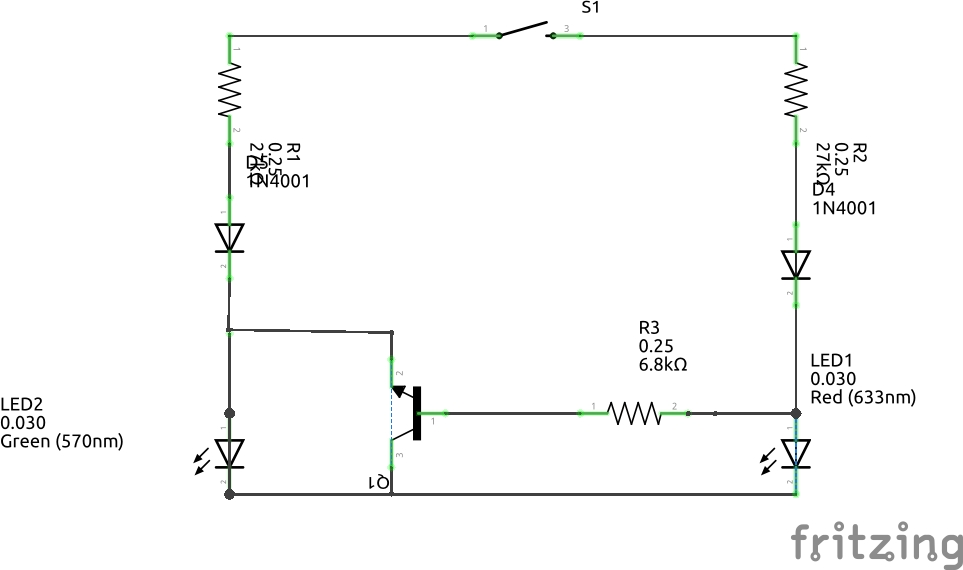 S1
1
3
1
2
R1
0.25
27kΩ
D5
1N4001
1
2
1
2
R2
0.25
27kΩ
D4
1N4001
1
2
R3
0.25
6.8kΩ
1
2
LED1
0.030
Red (633nm)
1
2
LED2
0.030
Green (570nm)
1
2
2
1
3
Q1
fritzing